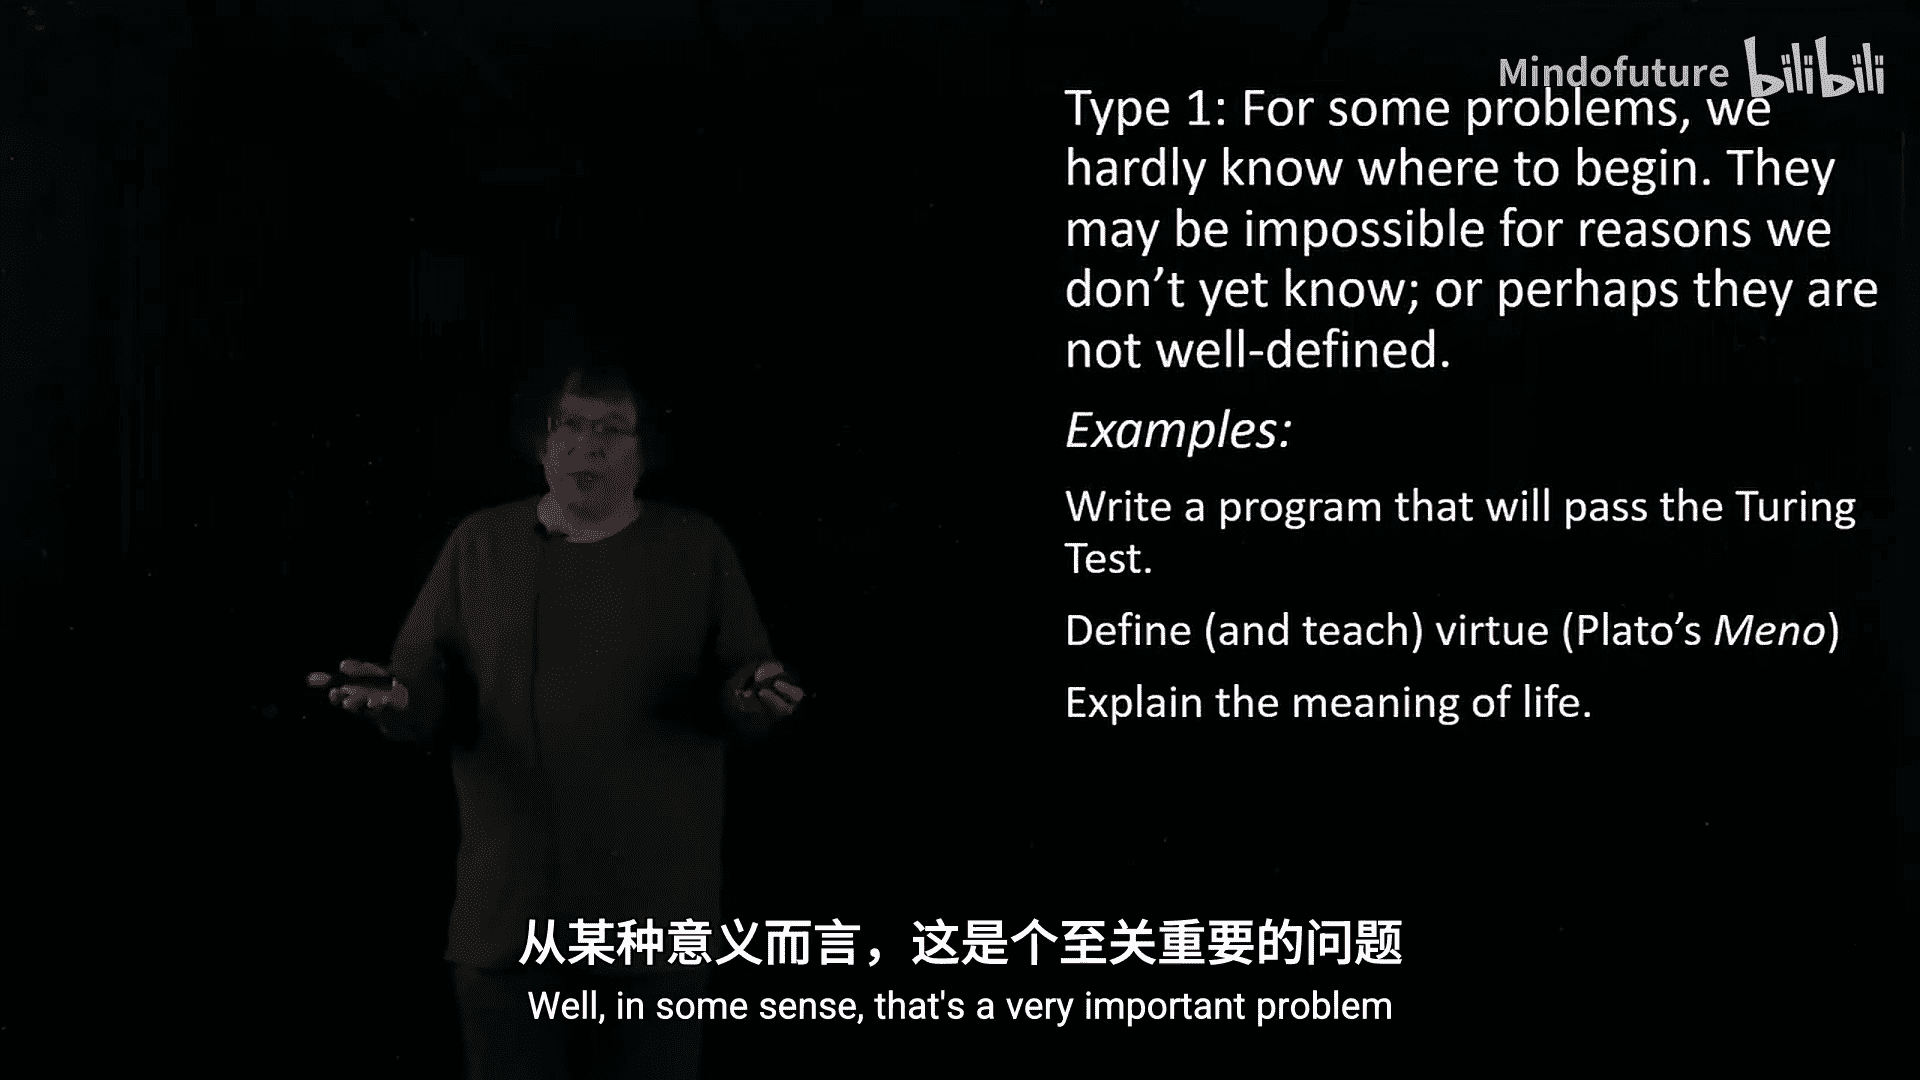 Mindofuture bilibili
Type 1: For some problems, we
hardly know where to begin. They
may be impossible for reasons we
don’t yet know; or perhaps they are
not well-defined.
Examples:
Write a program that will pass the Turing
Test.
Define (and teach) virtue (Plato’s Meno)
Explain the meaning of life.
从某种意义而言，这是个至关重要的问题
Well, in some sense, that's a very important problem